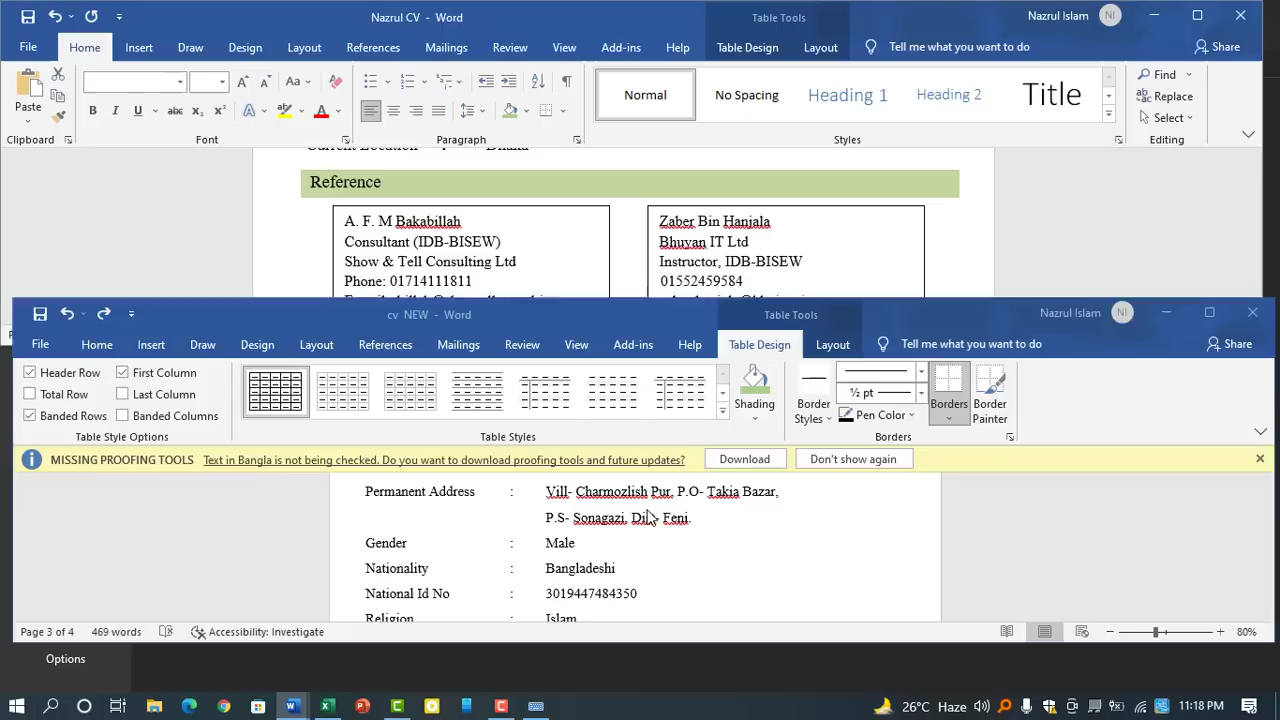 Nazrul CV - Word
Table Tools
Nazrul Islam
NI
File
Home
Insert
Draw
Design
Layout
References
Mailings
Review
View
Add-ins
Help
Table Design
Layout
Tell me what you want to do
Share
Paste
Clipboard
Font
Paragraph
Normal
No Spacing
Heading 1
Heading 2
Title
Styles
Find
Replace
Select
Editing
Current Location : Dhaka
Reference
A. F. M Bakabillah
Consultant (IDB-BISEW)
Show & Tell Consulting Ltd
Phone: 01714111811
Zaber Bin Hanjala
Bhuyan IT Ltd
Instructor, IDB-BISEW
01552459584
cv NEW - Word
Table Tools
Nazrul Islam
NI
File
Home
Insert
Draw
Design
Layout
References
Mailings
Review
View
Add-ins
Help
Table Design
Layout
Tell me what you want to do
Share
Header Row
First Column
Total Row
Last Column
Banded Rows
Banded Columns
Table Style Options
Table Styles
Shading
Border Styles
½ pt
Pen Color
Borders
Border Painter
Borders
MISSING PROOFING TOOLS Text in Bangla is not being checked. Do you want to download proofing tools and future updates? Download Don't show again
Permanent Address : Vill- Charmozlish Pur, P.O- Takia Bazar,
P.S- Sonagazi, Feni.
Gender : Male
Nationality : Bangladeshi
National Id No : 3019447484350
Religion : Islam
Page 3 of 4 469 words Accessibility: Investigate 80%
Options
26°C Haze 11:18 PM